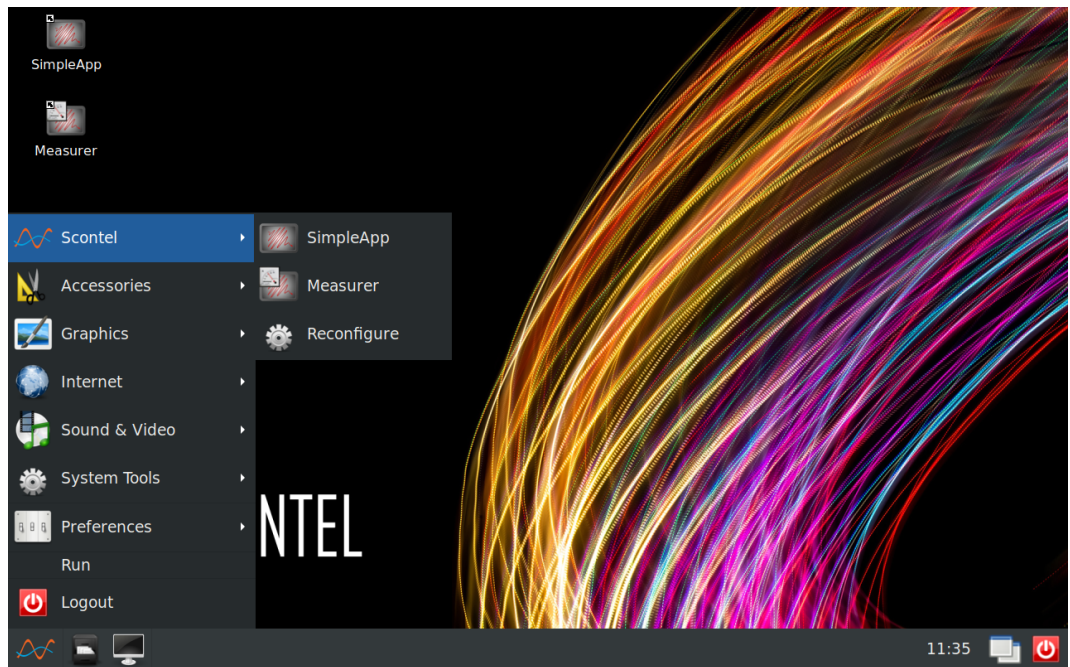 SimpleApp
Measurer
Scontel
SimpleApp
Accessories
Measurer
Graphics
Reconfigure
Internet
Sound & Video
System Tools
Preferences
NTEL
Run
Logout
11:35